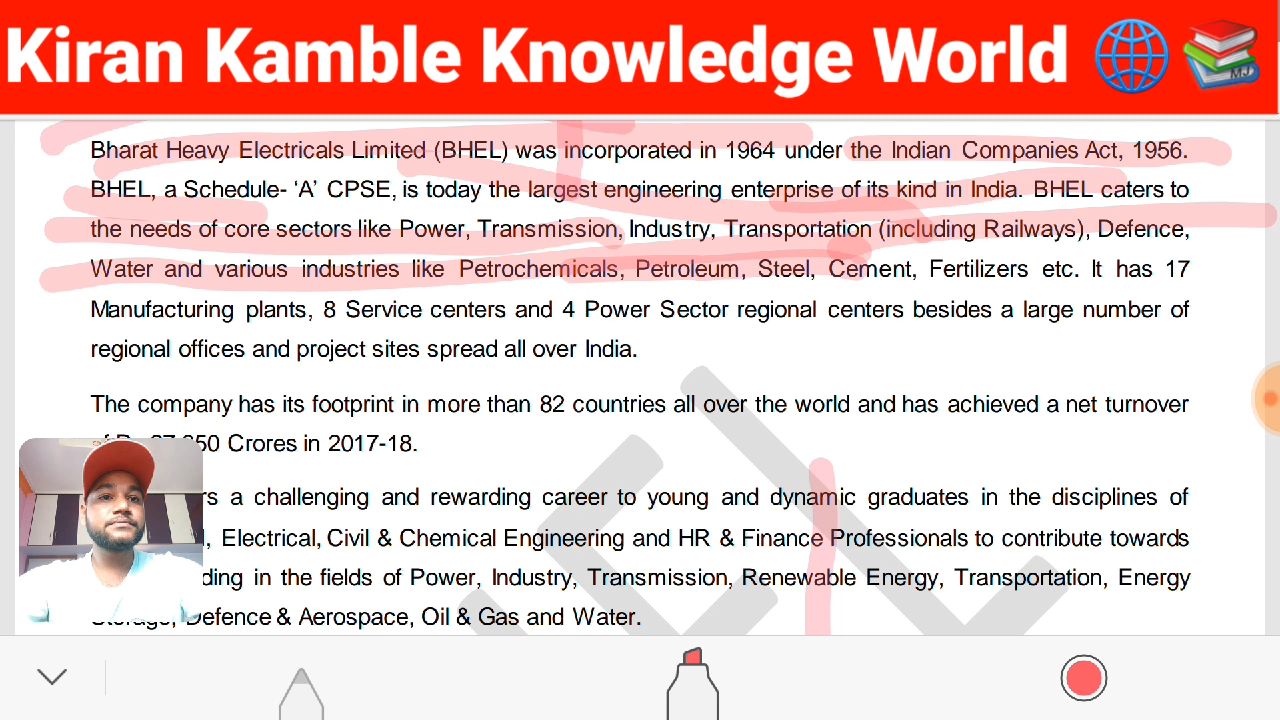 Kiran Kamble Knowledge World
MJ
Bharat Heavy Electricals Limited (BHEL) was incorporated in 1964 under the Indian Companies Act, 1956.
BHEL, a Schedule- ‘A’ CPSE, is today the largest engineering enterprise of its kind in India. BHEL caters to
the needs of core sectors like Power, Transmission, Industry, Transportation (including Railways), Defence,
Water and various industries like Petrochemicals, Petroleum, Steel, Cement, Fertilizers etc. It has 17
Manufacturing plants, 8 Service centers and 4 Power Sector regional centers besides a large number of
regional offices and project sites spread all over India.
The company has its footprint in more than 82 countries all over the world and has achieved a net turnover
Crores in 2017-18.
a challenging and rewarding career to young and dynamic graduates in the disciplines of
Electrical, Civil & Chemical Engineering and HR & Finance Professionals to contribute towards
in the fields of Power, Industry, Transmission, Renewable Energy, Transportation, Energy
Defence & Aerospace, Oil & Gas and Water.